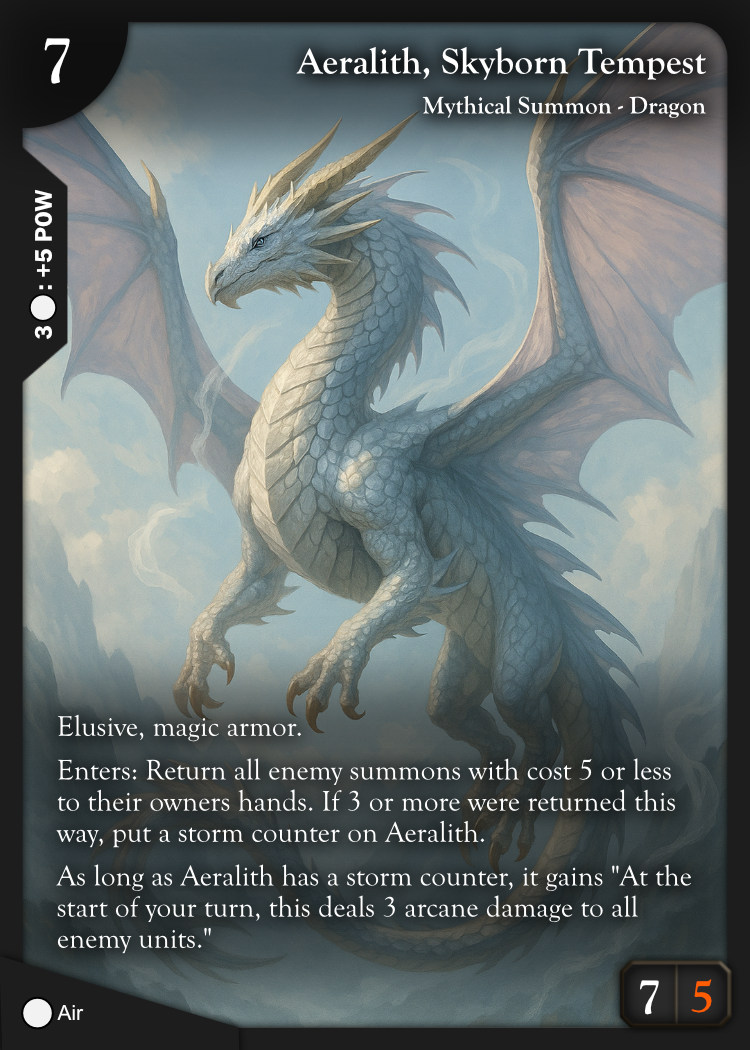 7
Aeralith, Skyborn Tempest
Mythical Summon - Dragon
3 : +5 POW
Elusive, magic armor.
Enters: Return all enemy summons with cost 5 or less
to their owners hands. If 3 or more were returned this
way, put a storm counter on Aeralith.
As long as Aeralith has a storm counter, it gains "At the
start of your turn, this deals 3 arcane damage to all
enemy units."
7 5
Air